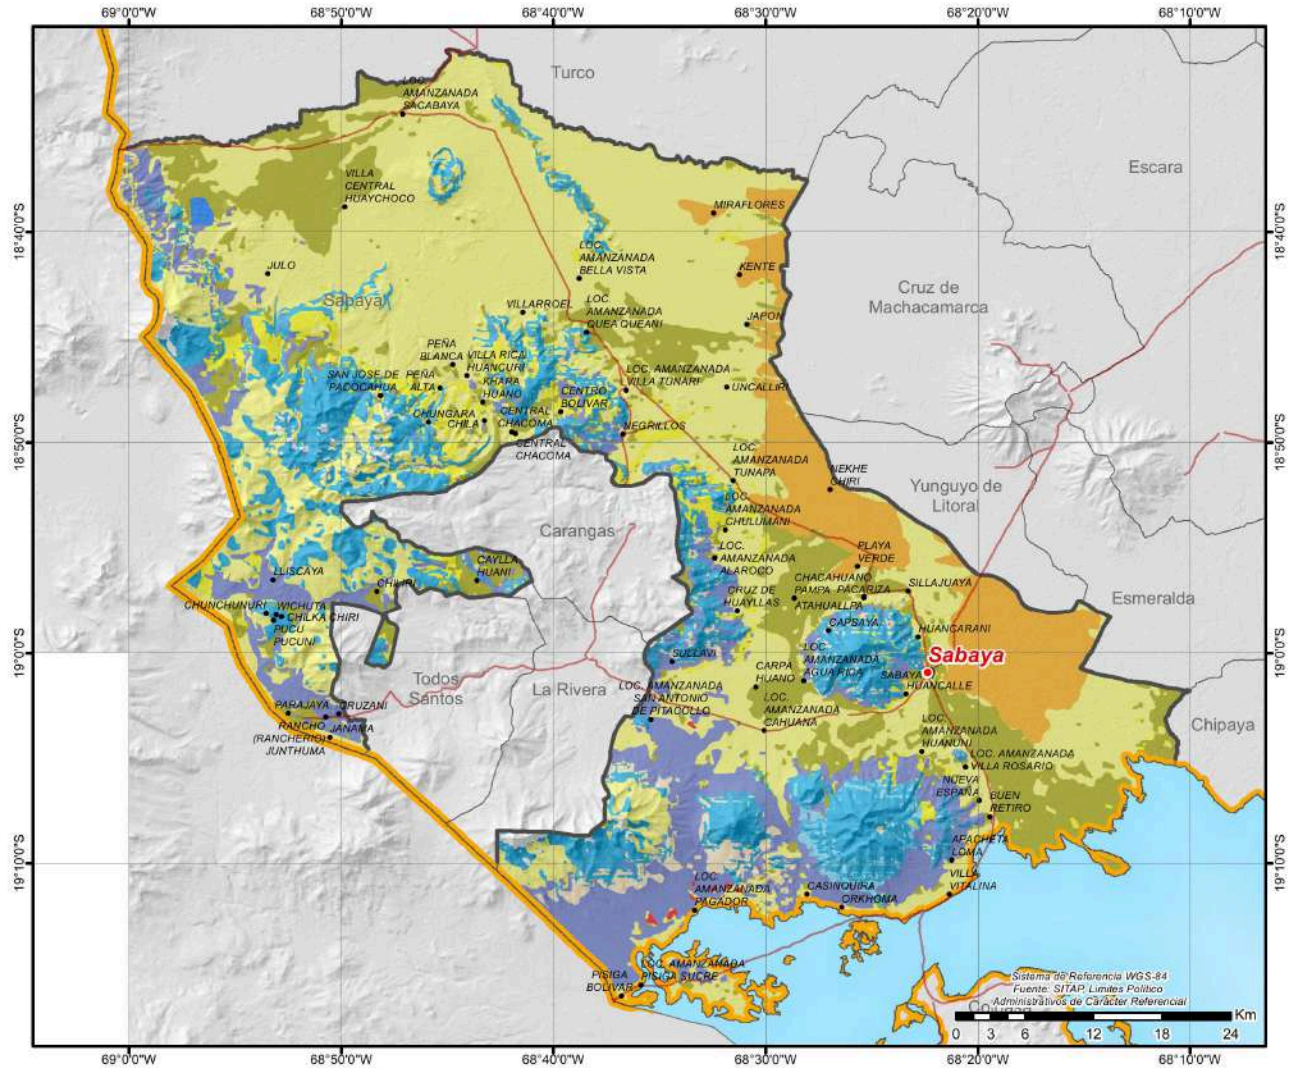 69°0'0"W
68°50'0"W
68°40'0"W
68°30'0"W
68°20'0"W
68°10'0"W
Turco
LOC.
AMANZANADA
SACABAYA
Escara
VILLA
CENTRAL
HUAYCHOCO
MIRAFLORES
18°40'0"S
18°40'0"S
LOC.
AMANZANADA
BELLA VISTA
JULO
KENTE
Cruz de
Machacamarca
Sabaya
VILLARROEL
LOC
AMANZANADA
QUEA QUEANI
JAPON
PEÑA
BLANCA
VILLA RICA
HUANCURI
SAN JOSE DE
PACOCAHUA
PEÑA
ALTA
KHARA
HUANO
LOC. AMANZANADA
VILLA TUNARI
UNCALLIRI
CENTRO
BOLIVAR
CHUNGARA
CHILA
CENTRAL
CHACOMA
NEGRILLOS
CENTRAL
CHACOMA
18°50'0"S
18°50'0"S
LOC.
AMANZANADA
TUNAPA
NEKHE
CHIRI
Yunguyo de
Litoral
LOC.
AMANZANADA
CHULUMANI
Carangas
LOC.
AMANZANADA
ALAROCO
PLAYA
VERDE
CAYLLA
HUANI
LLISCAYA
CHILIRI
CHACAHUANO
PAMPA
PACARIZA
SILLAJUAYA
CRUZ DE
HUAYLLAS
ATAHUALLPA
Esmeralda
CHUNCHUNURI
WICHUTA
CHILKA CHIRI
PUCU
PUCUNI
CAPSAYA
HUANCARANI
19°0'0"S
19°0'0"S
SULLAVI
LOC.
AMANZANADA
AGUA RICA
Sabaya
CARPA
HUANO
SABAYA
HUANCALLE
Todos
Santos
La Rivera
LOC. AMANZANADA
SAN ANTONIO
DE PITACOLLO
LOC.
AMANZANADA
CAHUANA
PARAJAYA
CRUZANI
RANCHO
(RANCHERIO)
JUNTHUMA
JANAMA
LOC.
AMANZANADA
HUANUNI
Chipaya
LOC. AMANZANADA
VILLA ROSARIO
NUEVA
ESPAÑA
BUEN
RETIRO
APACHETA
LOMA
19°10'0"S
19°10'0"S
VILLA
VITALINA
LOC.
AMANZANADA
PAGADOR
CASINQUIRA
ORKHOMA
LOC. AMANZANADA
PISIGA SUCRE
PISIGA
BOLIVAR
Sistema de Referencia WGS-84
Fuente: SITAP, Limites Politico
Administrativos de Carácter Referencial
Km
0 3 6 12 18 24
69°0'0"W
68°50'0"W
68°40'0"W
68°30'0"W
68°20'0"W
68°10'0"W